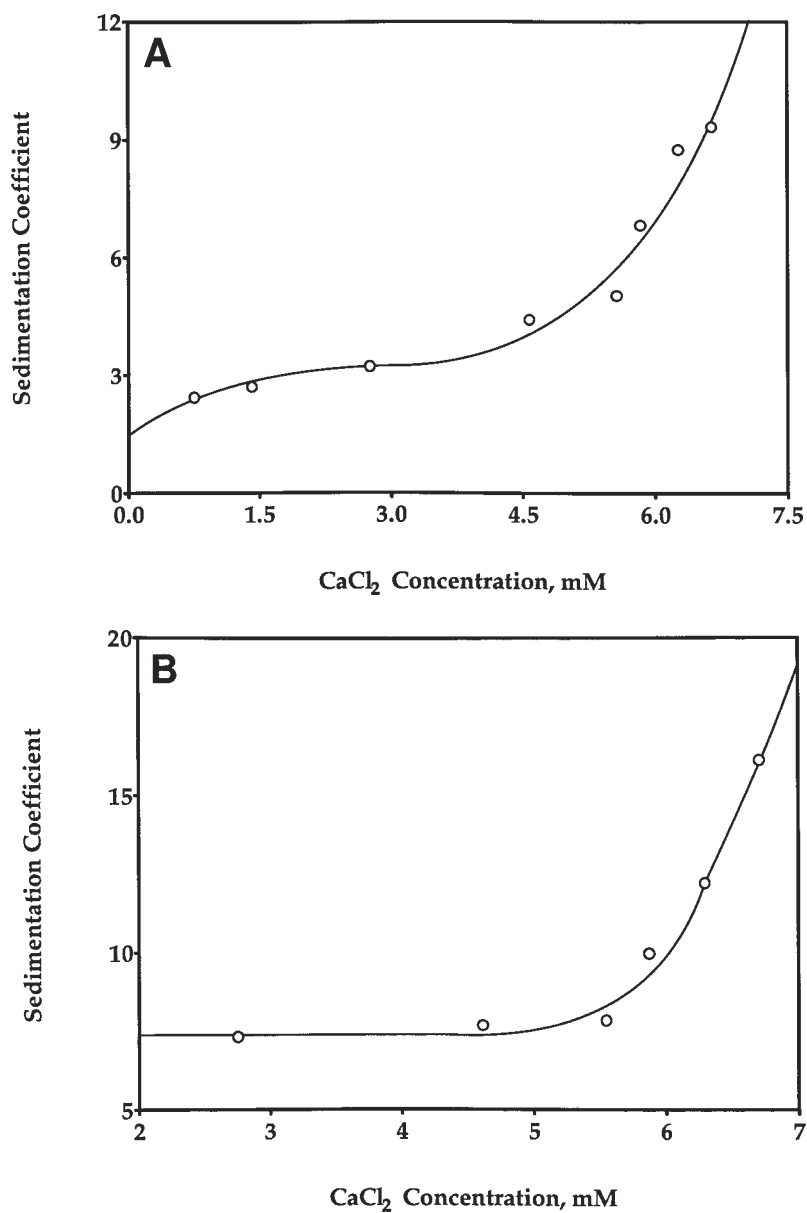 A
12
9
6
3
0
Sedimentation Coefficient
0.0 1.5 3.0 4.5 6.0 7.5
CaCl₂ Concentration, mM
B
20
15
10
5
Sedimentation Coefficient
2 3 4 5 6 7
CaCl₂ Concentration, mM